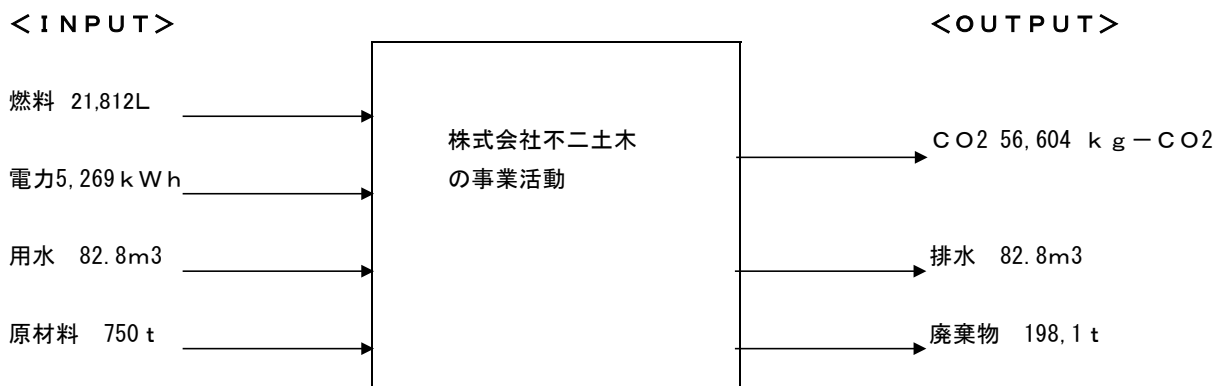 ＜ＩＮＰＵＴ＞
＜ＯＵＴＰＵＴ＞
燃料 21,812L
電力5,269ｋＷｈ
用水 82.8ｍ3
原材料 750ｔ
株式会社不二土木
の事業活動
ＣＯ2 56,604 ｋｇ－ＣＯ2
排水 82.8ｍ3
廃棄物 198,1ｔ